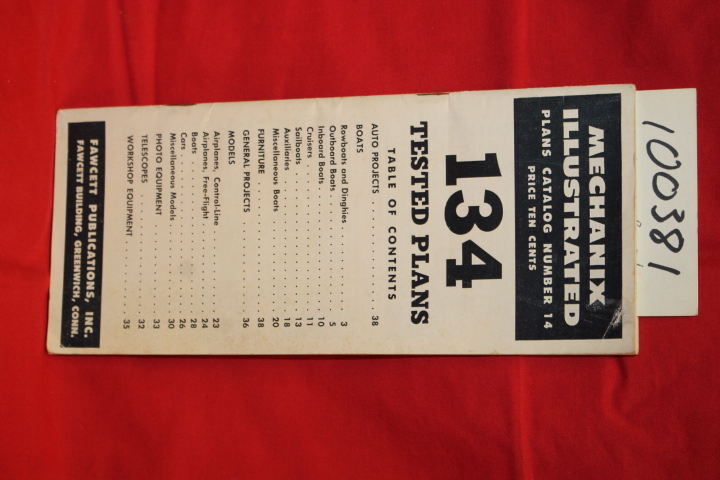 100381
MECHANIX
ILLUSTRATED
PLANS CATALOG NUMBER 14
PRICE TEN CENTS
134
TESTED PLANS
TABLE OF CONTENTS
AUTO PROJECTS . . . . . . . . . . 38
BOATS
Rowboats and Dinghies . . . . . . . . . . 3
Outboard Boats . . . . . . . . . . 5
Inboard Boats . . . . . . . . . . 10
Cruisers . . . . . . . . . . 11
Sailboats . . . . . . . . . . 13
Auxiliaries . . . . . . . . . . 18
Miscellaneous Boats . . . . . . . . . . 20
FURNITURE . . . . . . . . . . 38
GENERAL PROJECTS . . . . . . . . . . 36
MODELS
Airplanes, Control-Line . . . . . . . . . . 23
Airplanes, Free-Flight . . . . . . . . . . 24
Boats . . . . . . . . . . 28
Cars . . . . . . . . . . 26
Miscellaneous Models . . . . . . . . . . 30
PHOTO EQUIPMENT . . . . . . . . . . 33
TELESCOPES . . . . . . . . . . 32
WORKSHOP EQUIPMENT . . . . . . . . . . 35
FAWCETT PUBLICATIONS, INC.
FAWCETT BUILDING, GREENWICH, CONN.